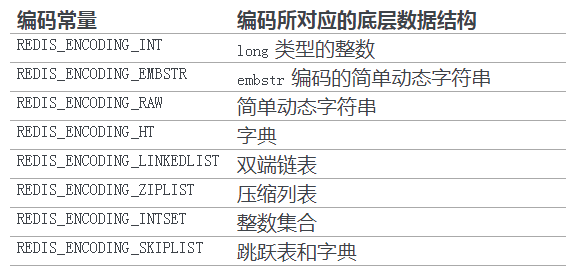 编码常量 编码所对应的底层数据结构
REDIS_ENCODING_INT long 类型的整数
REDIS_ENCODING_EMBSTR embstr 编码的简单动态字符串
REDIS_ENCODING_RAW 简单动态字符串
REDIS_ENCODING_HT 字典
REDIS_ENCODING_LINKEDLIST 双端链表
REDIS_ENCODING_ZIPLIST 压缩列表
REDIS_ENCODING_INTSET 整数集合
REDIS_ENCODING_SKIPLIST 跳跃表和字典